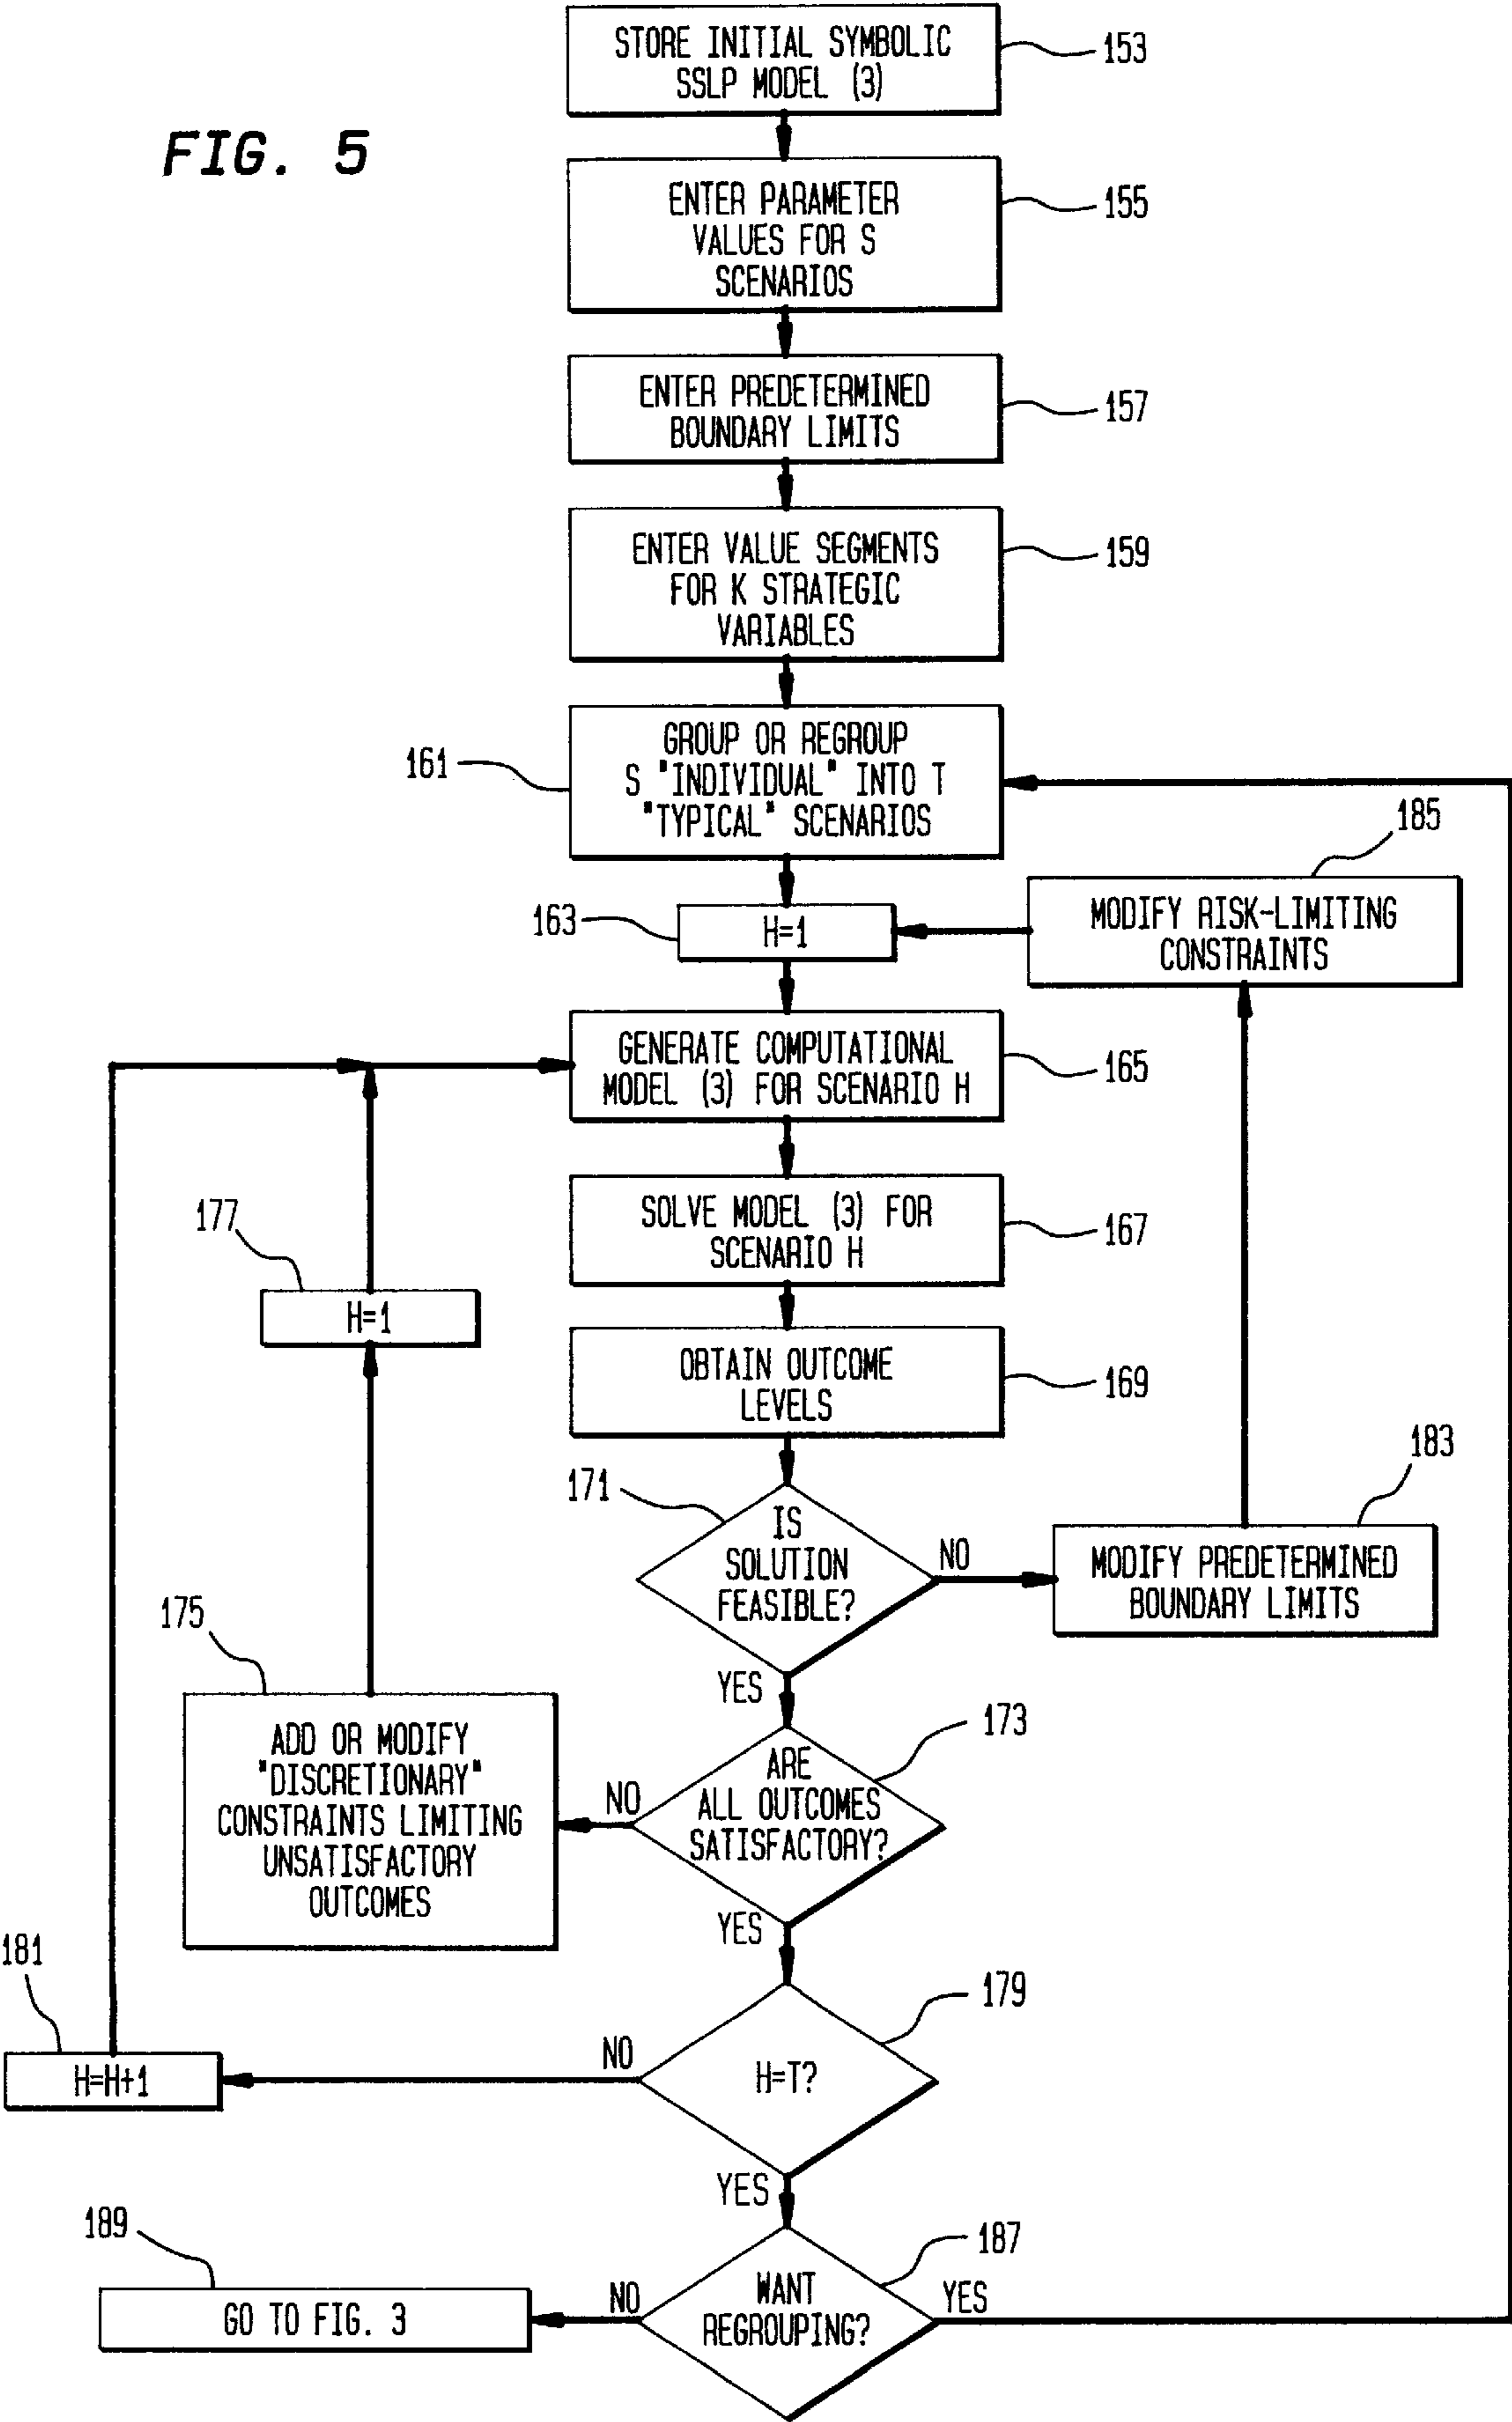 FIG. 5
STORE INITIAL SYMBOLIC
SSLP MODEL (3)
153
ENTER PARAMETER
VALUES FOR S
SCENARIOS
155
ENTER PREDETERMINED
BOUNDARY LIMITS
157
ENTER VALUE SEGMENTS
FOR K STRATEGIC
VARIABLES
159
161
GROUP OR REGROUP
S "INDIVIDUAL" INTO T
"TYPICAL" SCENARIOS
163
H=1
185
MODIFY RISK-LIMITING
CONSTRAINTS
GENERATE COMPUTATIONAL
MODEL (3) FOR SCENARIO H
165
SOLVE MODEL (3) FOR
SCENARIO H
167
177
H=1
OBTAIN OUTCOME
LEVELS
169
171
IS
SOLUTION
FEASIBLE?
NO
183
MODIFY PREDETERMINED
BOUNDARY LIMITS
YES
175
ADD OR MODIFY
"DISCRETIONARY"
CONSTRAINTS LIMITING
UNSATISFACTORY
OUTCOMES
NO
173
ARE
ALL OUTCOMES
SATISFACTORY?
YES
181
H=H+1
NO
179
H=T?
YES
189
GO TO FIG. 3
NO
187
WANT
REGROUPING?
YES